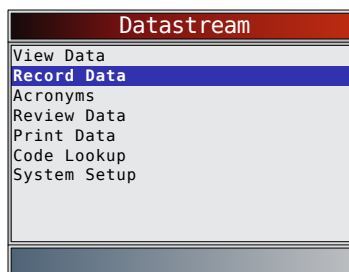 Datastream
View Data
Record Data
Acronyms
Review Data
Print Data
Code Lookup
System Setup